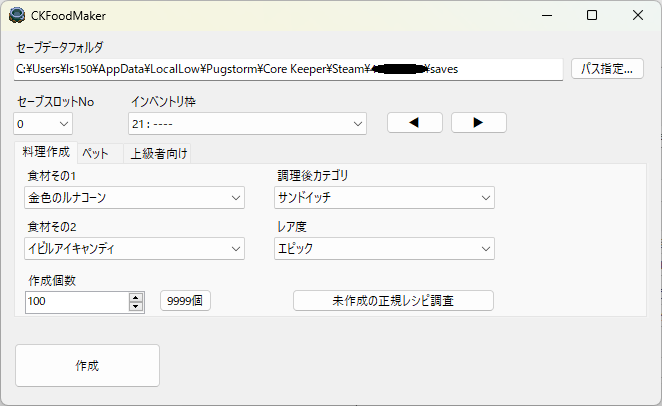 CKFoodMaker
セーブデータフォルダ
C:¥Users¥ls150¥AppData¥LocalLow¥Pugstorm¥Core Keeper¥Steam¥ ¥saves
パス指定...
セーブスロットNo インベントリ枠
0 21 : ----
◀ ▶
料理作成 ペット 上級者向け
食材その1 調理後カテゴリ
金色のルナコーン サンドイッチ
食材その2 レア度
イビルアイキャンディ エピック
作成個数
100 9999個 未作成の正規レシピ調査
作成